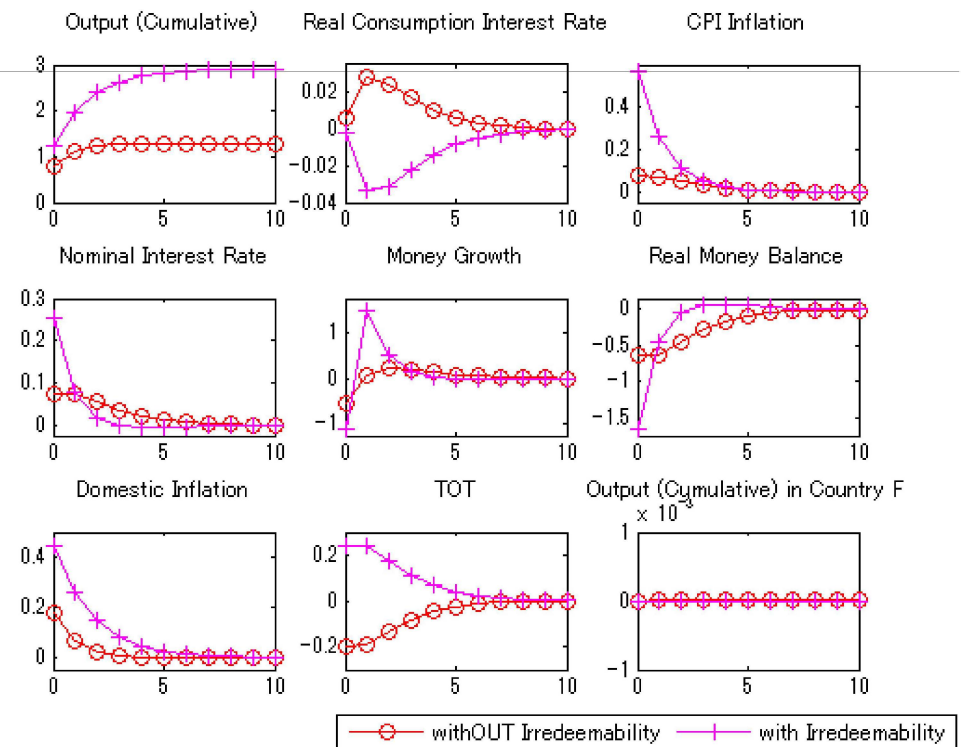 Output (Cumulative) Real Consumption Interest Rate CPI Inflation
3
2
1
0
0 5 10
0.02
0
-0.02
-0.04
0 5 10
0.4
0.2
0
0 5 10
Nominal Interest Rate Money Growth Real Money Balance
0.3
0.2
0.1
0
0 5 10
1
0
-1
0 5 10
0
-0.5
-1
-1.5
0 5 10
Domestic Inflation TOT Output (Cumulative) in Country F
0.4
0.2
0
0 5 10
0.2
0
-0.2
0 5 10
x 10^-3
1
0
-1
0 5 10
withOUT Irredeemability with Irredeemability